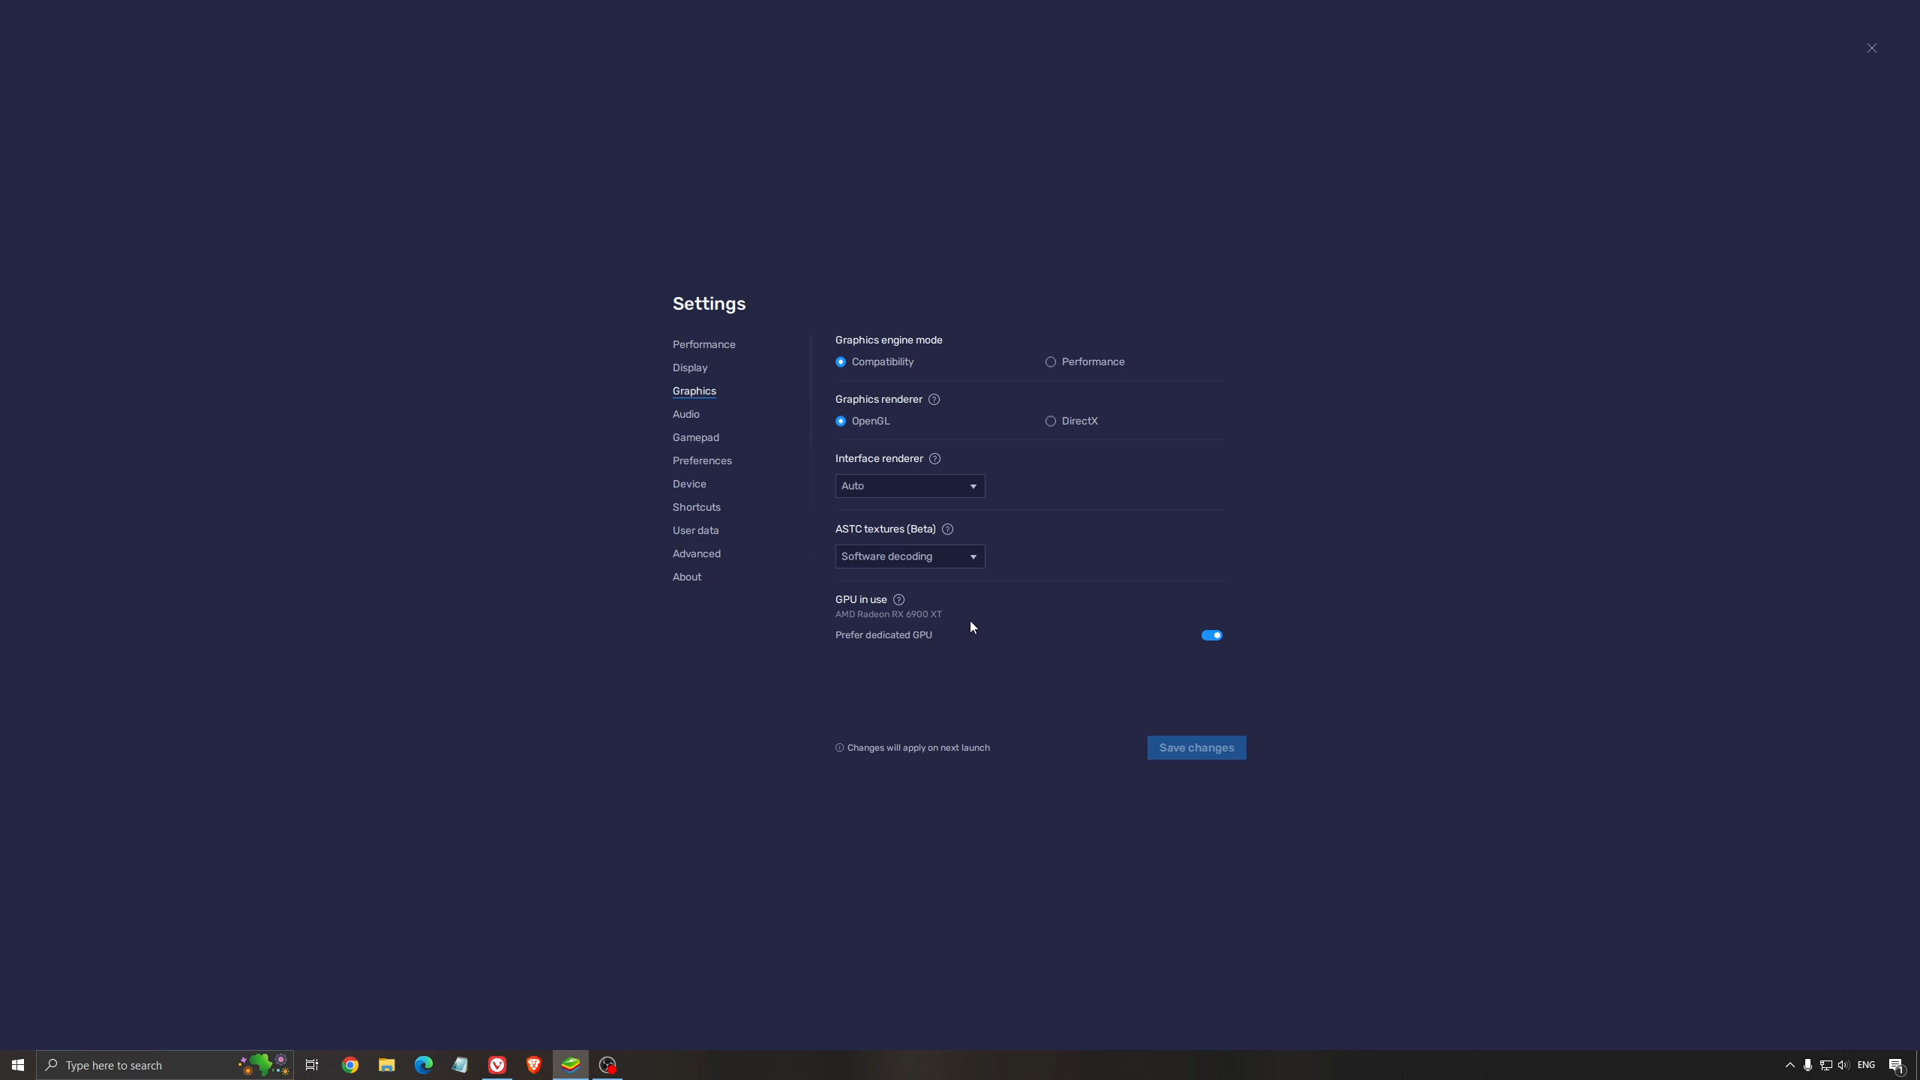 Settings
Performance
Display
Graphics
Audio
Gamepad
Preferences
Device
Shortcuts
User data
Advanced
About
Graphics engine mode
Compatibility Performance
Graphics renderer ?
OpenGL DirectX
Interface renderer ?
Auto
ASTC textures (Beta) ?
Software decoding
GPU in use ?
AMD Radeon RX 6900 XT
Prefer dedicated GPU
Changes will apply on next launch
Save changes
Type here to search
ENG
1